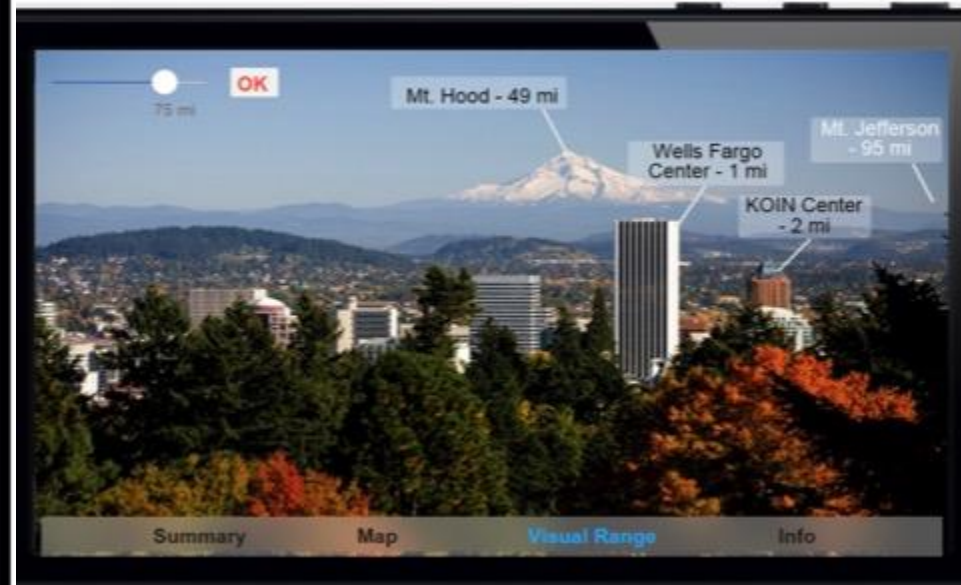 OK
75 mi
Mt. Hood - 49 mi
Mt. Jefferson
- 95 mi
Wells Fargo
Center - 1 mi
KOIN Center
- 2 mi
Summary
Map
Visual Range
Info